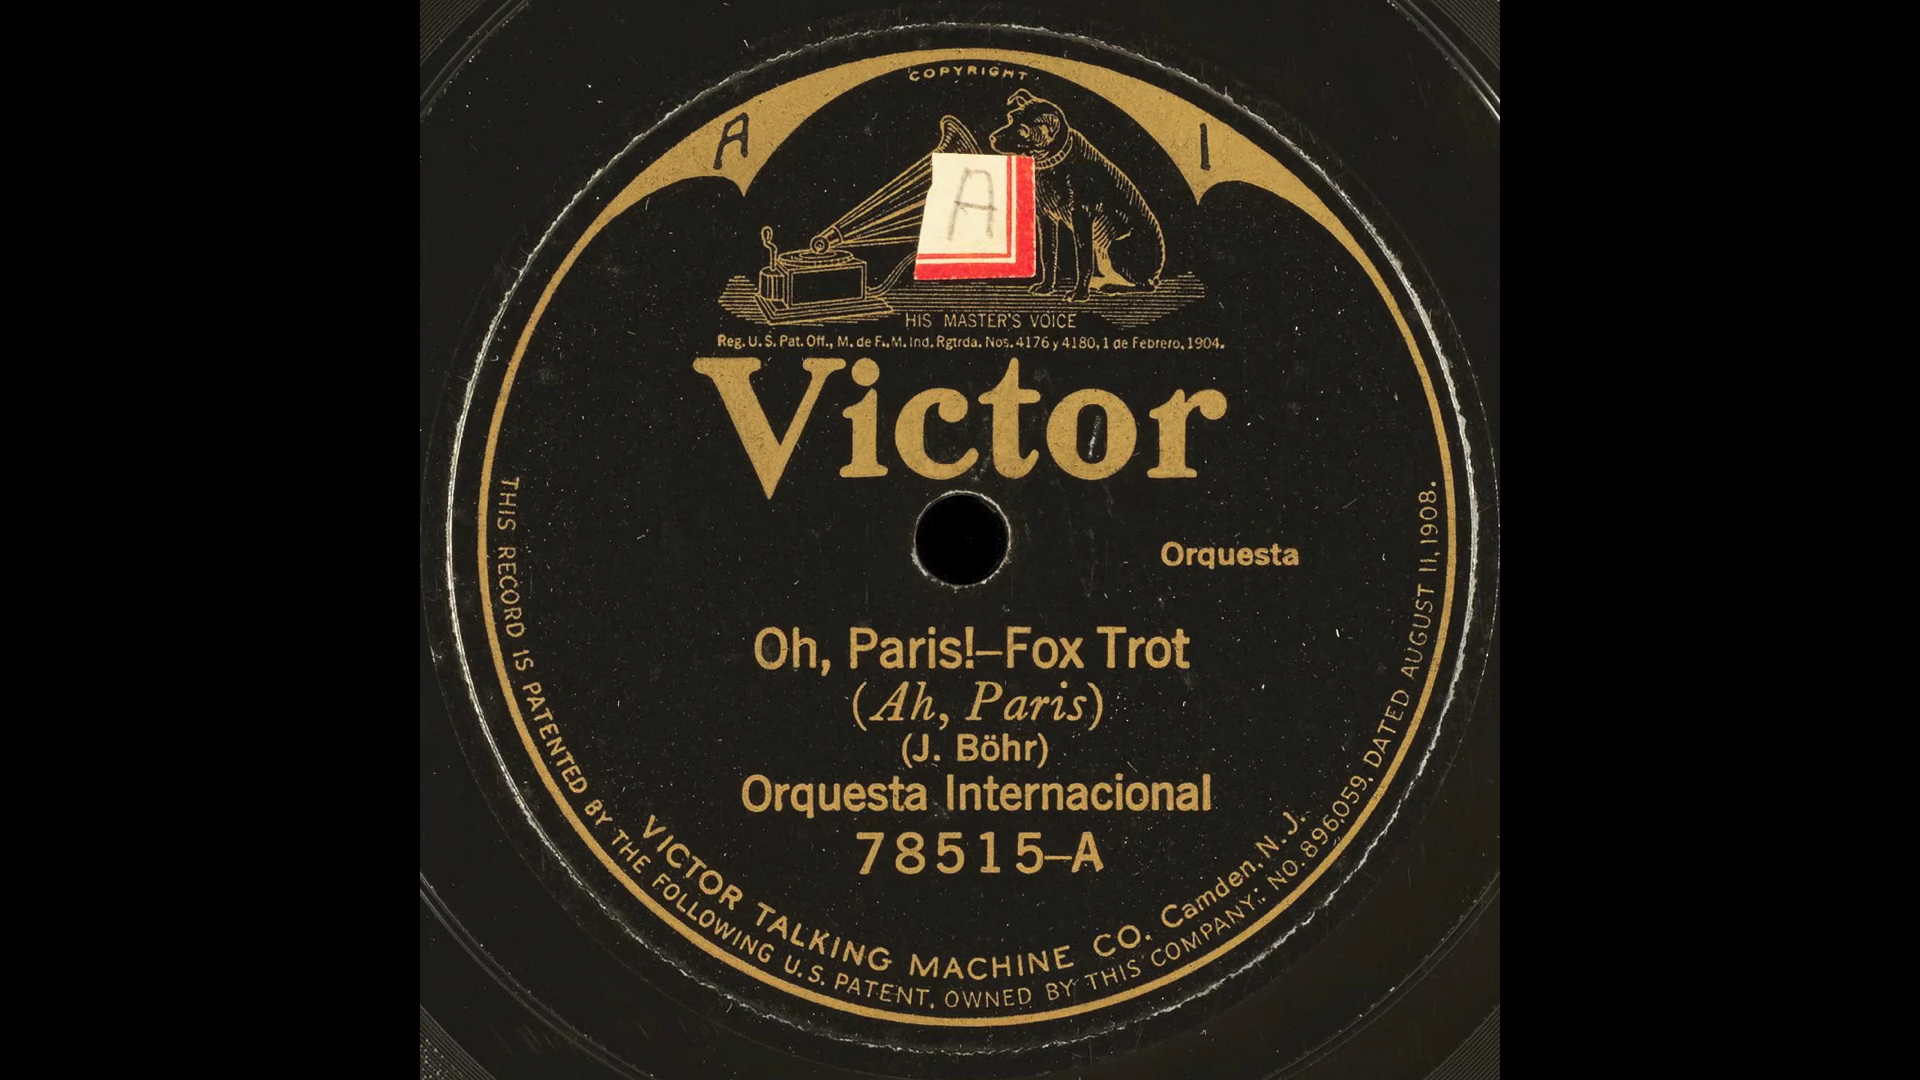 COPYRIGHT
A
I
A
HIS MASTER'S VOICE
Reg. U. S. Pat. Off., M. de F., M. Ind. Rgtrda. Nos. 4176 y 4180, 1 de Febrero, 1904.
Victor
Orquesta
Oh, Paris!–Fox Trot
(Ah, Paris)
(J. Böhr)
Orquesta Internacional
78515–A
VICTOR TALKING MACHINE CO. Camden, N. J.
THIS RECORD IS PATENTED BY THE FOLLOWING U. S. PATENT, OWNED BY THIS COMPANY: NO. 896,059, DATED AUGUST 11, 1908.